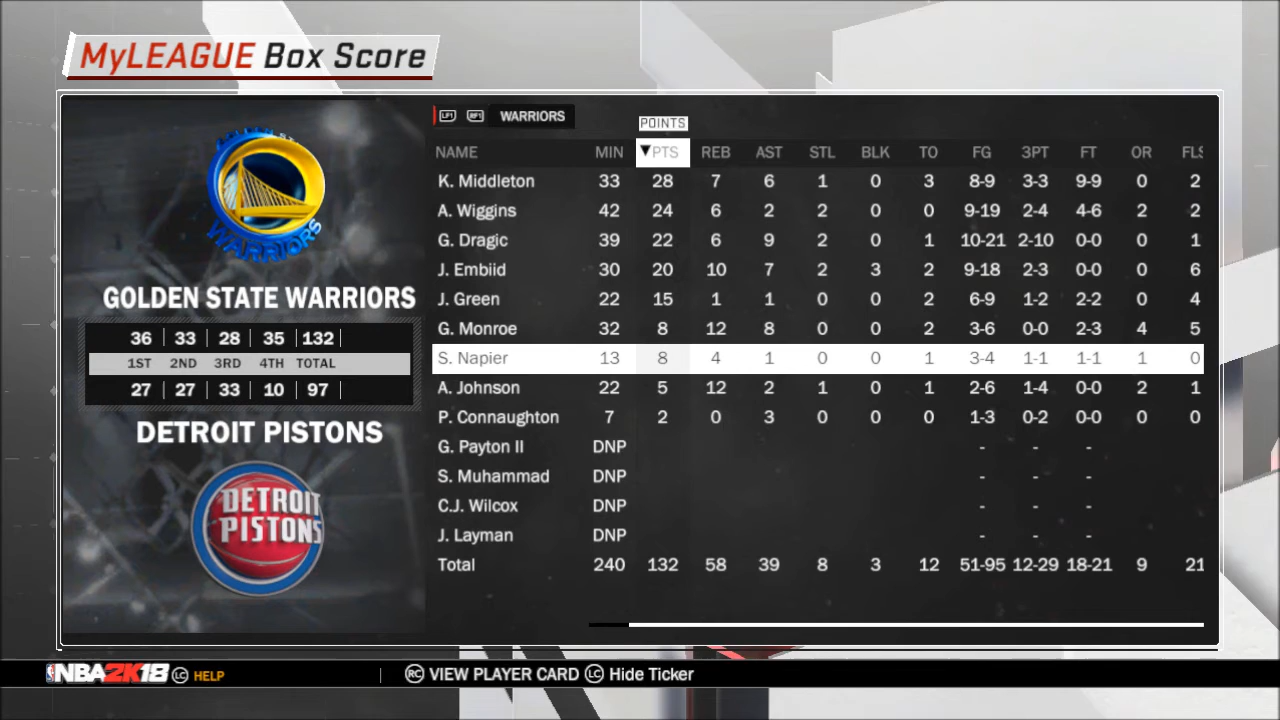 MyLEAGUE Box Score
WARRIORS
POINTS
NAME MIN PTS REB AST STL BLK TO FG 3PT FT OR FLS
K. Middleton 33 28 7 6 1 0 3 8-9 3-3 9-9 0 2
A. Wiggins 42 24 6 2 2 0 0 9-19 2-4 4-6 2 2
G. Dragic 39 22 6 9 2 0 1 10-21 2-10 0-0 0 1
J. Embiid 30 20 10 7 2 3 2 9-18 2-3 0-0 0 6
J. Green 22 15 1 1 0 0 2 6-9 1-2 2-2 0 4
G. Monroe 32 8 12 8 0 0 2 3-6 0-0 2-3 4 5
S. Napier 13 8 4 1 0 0 1 3-4 1-1 1-1 1 0
A. Johnson 22 5 12 2 1 0 1 2-6 1-4 0-0 2 1
P. Connaughton 7 2 0 3 0 0 0 1-3 0-2 0-0 0 0
G. Payton II DNP - - -
S. Muhammad DNP - - -
C.J. Wilcox DNP - - -
J. Layman DNP - - -
Total 240 132 58 39 8 3 12 51-95 12-29 18-21 9 21
WARRIORS
GOLDEN STATE WARRIORS
36 33 28 35 132
1ST 2ND 3RD 4TH TOTAL
27 27 33 10 97
DETROIT PISTONS
DETROIT
PISTONS
NBA2K18 LC HELP
RC VIEW PLAYER CARD LC Hide Ticker